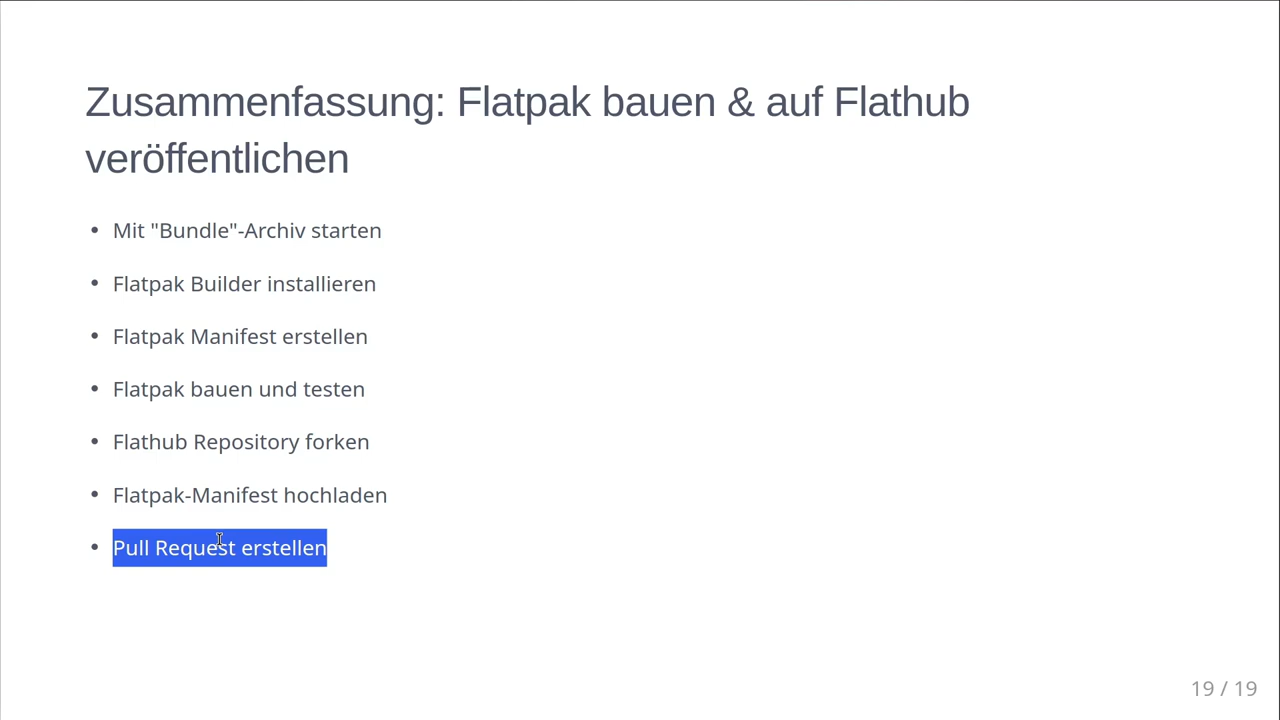 Zusammenfassung: Flatpak bauen & auf Flathub
veröffentlichen
• Mit "Bundle"-Archiv starten
• Flatpak Builder installieren
• Flatpak Manifest erstellen
• Flatpak bauen und testen
• Flathub Repository forken
• Flatpak-Manifest hochladen
• Pull Request erstellen
19 / 19